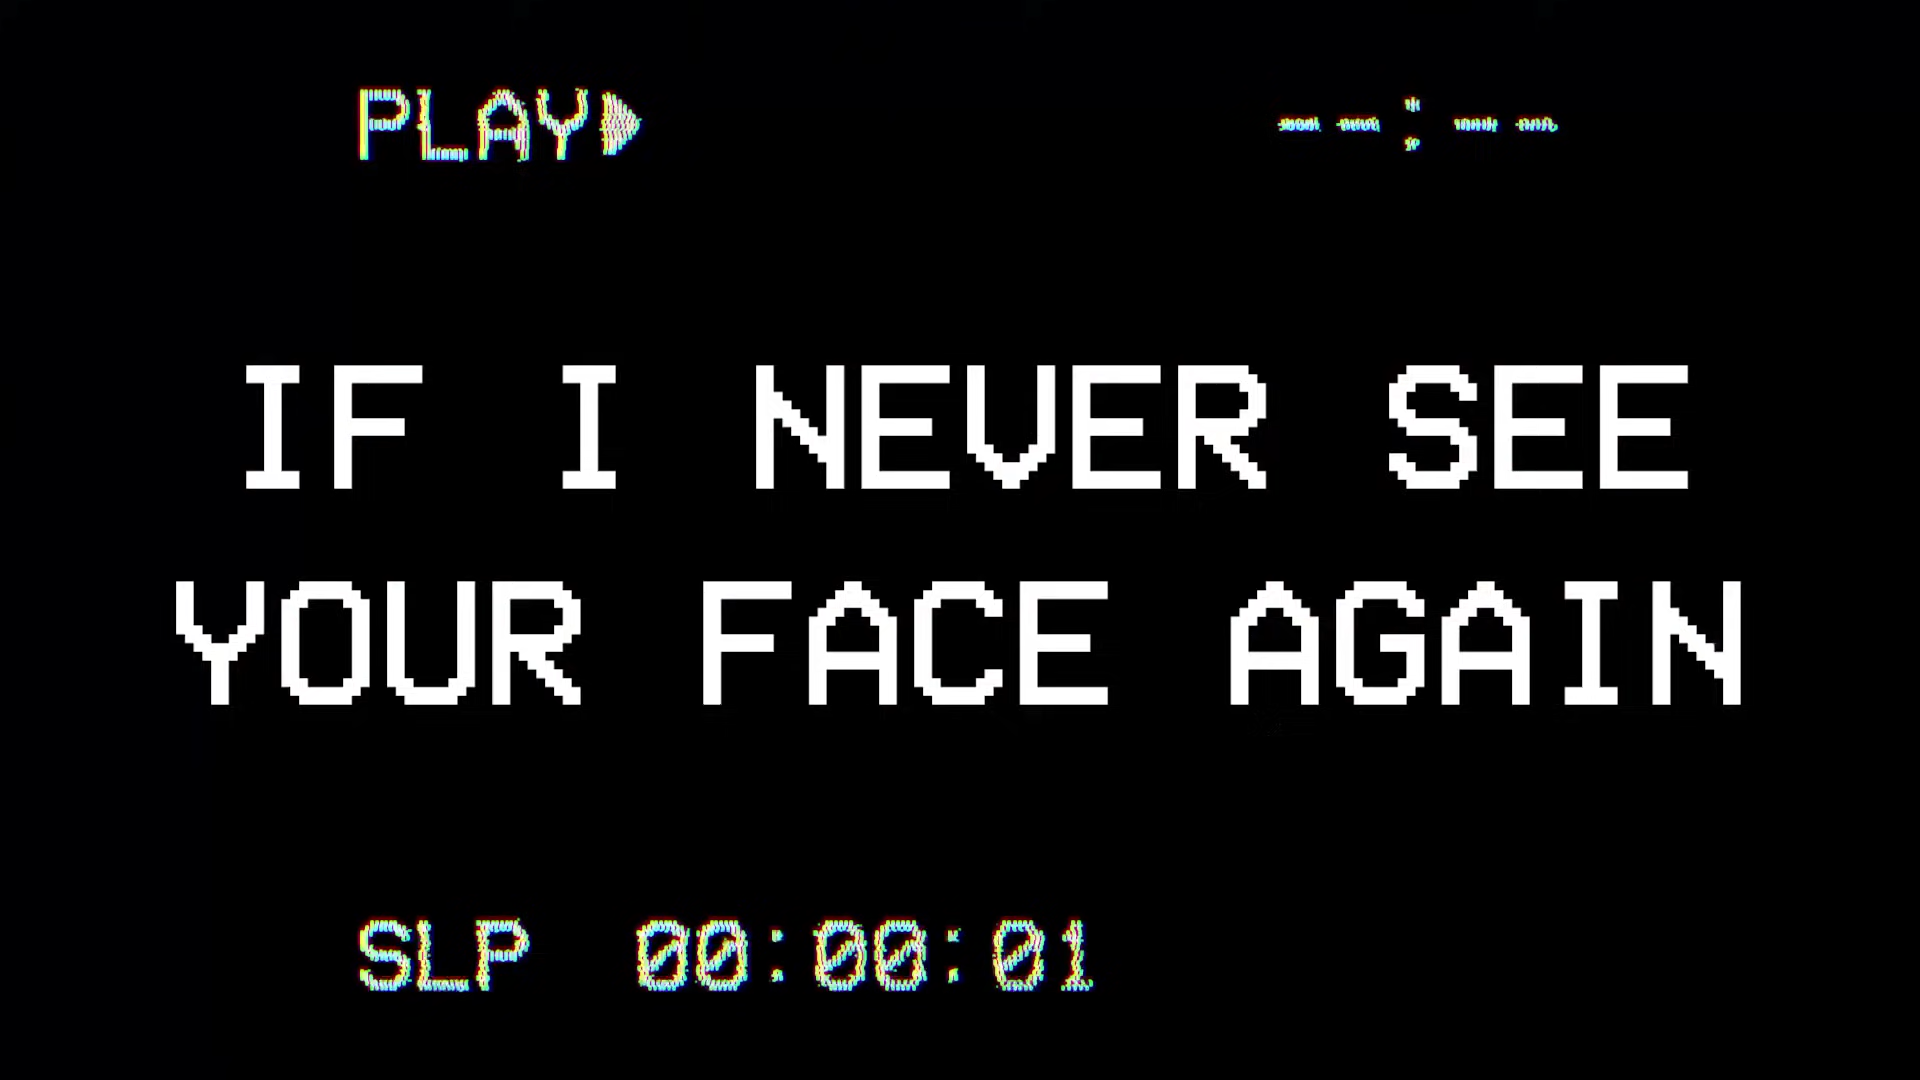 PLAY▶ --:--
IF I NEVER SEE
YOUR FACE AGAIN
SLP 00:00:01